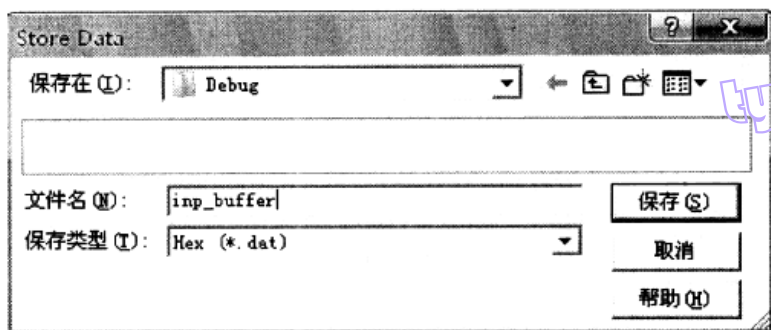 Store Data
保存在(I): Debug
文件名(N): inp_buffer 保存(S)
保存类型(T): Hex (*.dat) 取消
帮助(H)
ty